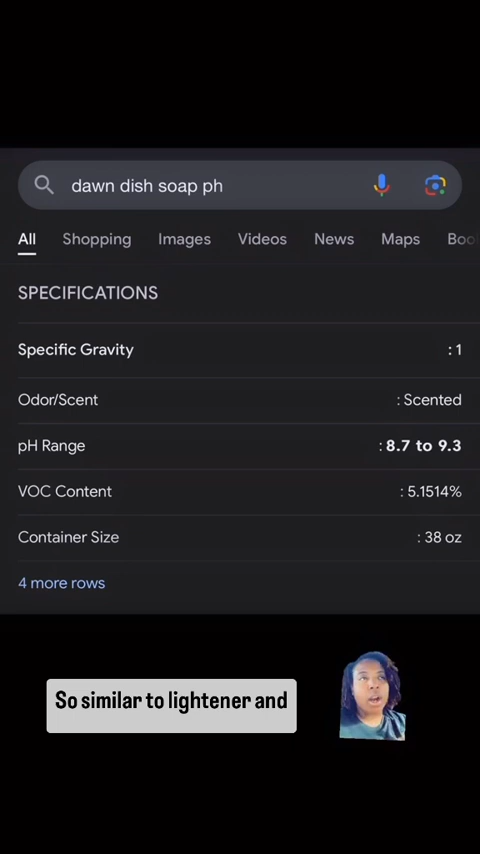 dawn dish soap ph
All Shopping Images Videos News Maps Boo
SPECIFICATIONS
Specific Gravity : 1
Odor/Scent : Scented
pH Range : 8.7 to 9.3
VOC Content : 5.1514%
Container Size : 38 oz
4 more rows
So similar to lightener and